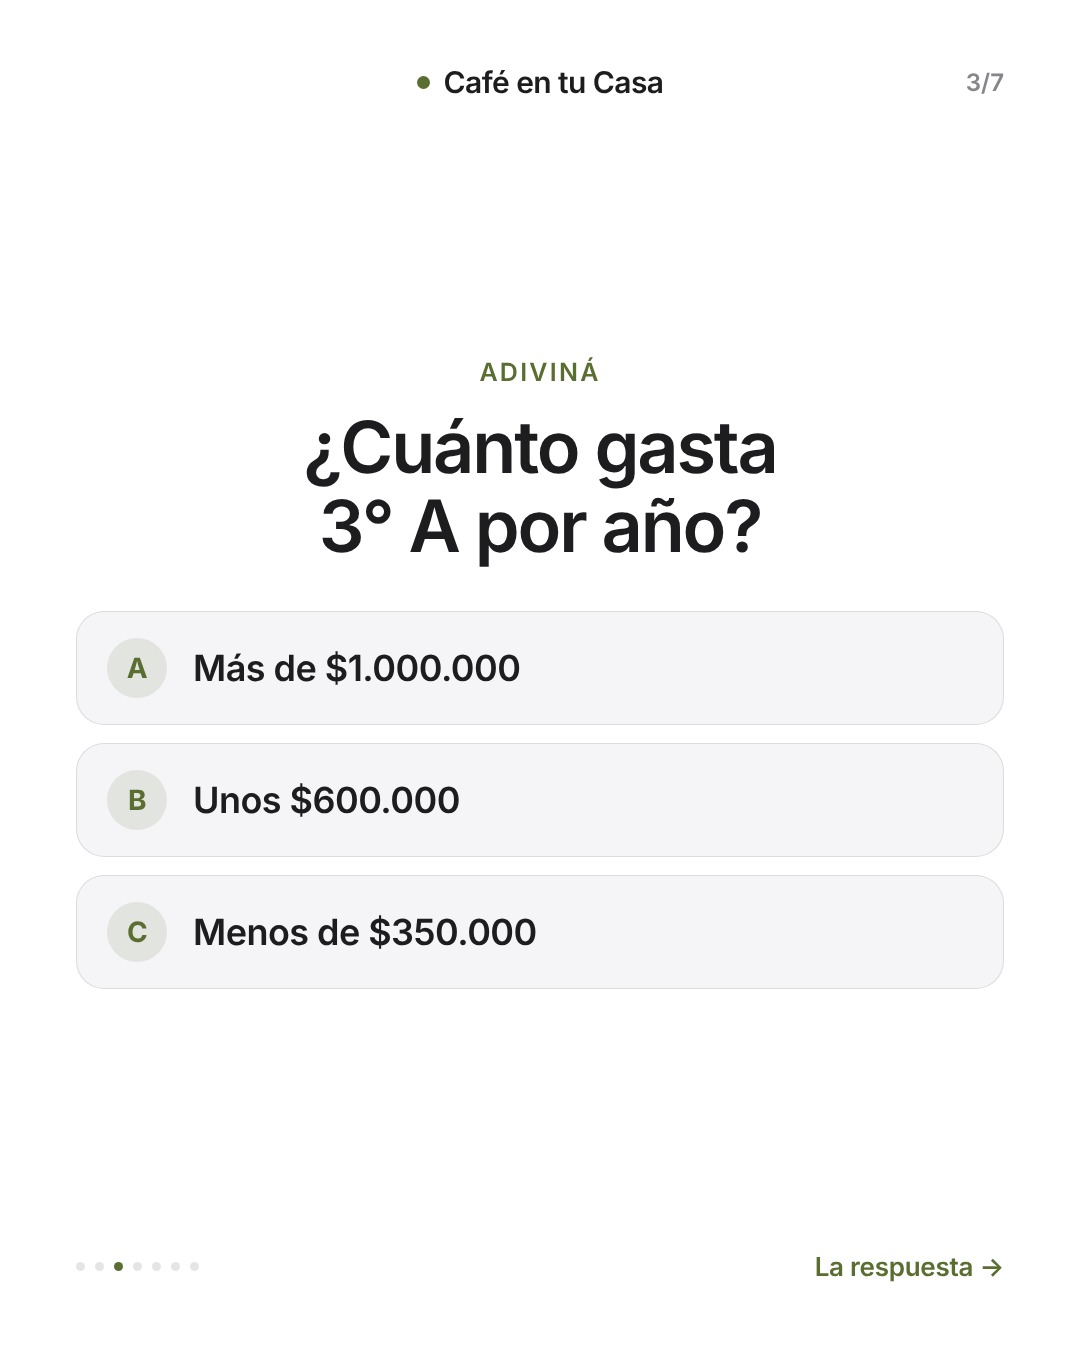 Café en tu Casa
3/7
ADIVINÁ
¿Cuánto gasta
3° A por año?
A Más de $1.000.000
B Unos $600.000
C Menos de $350.000
La respuesta →